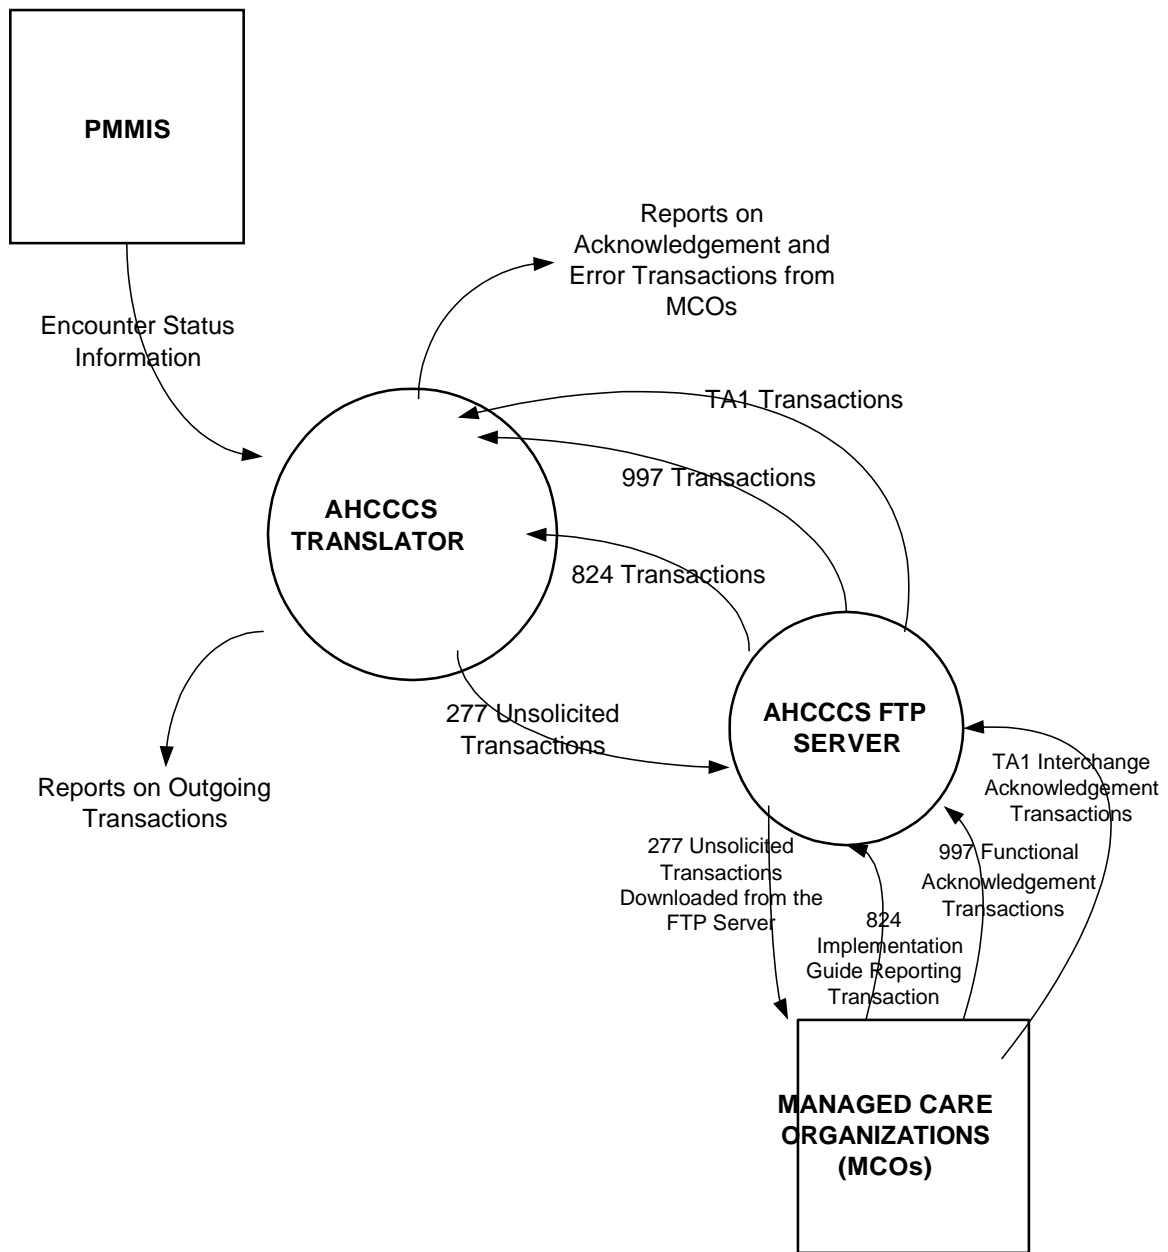 PMMIS
Reports on
Acknowledgement and
Error Transactions from
MCOs
Encounter Status
Information
TA1 Transactions
997 Transactions
AHCCCS
TRANSLATOR
824 Transactions
277 Unsolicited
Transactions
AHCCCS FTP
SERVER
Reports on Outgoing
Transactions
TA1 Interchange
Acknowledgement
Transactions
277 Unsolicited
Transactions
Downloaded from the
FTP Server
997 Functional
Acknowledgement
Transactions
824
Implementation
Guide Reporting
Transaction
MANAGED CARE
ORGANIZATIONS
(MCOs)